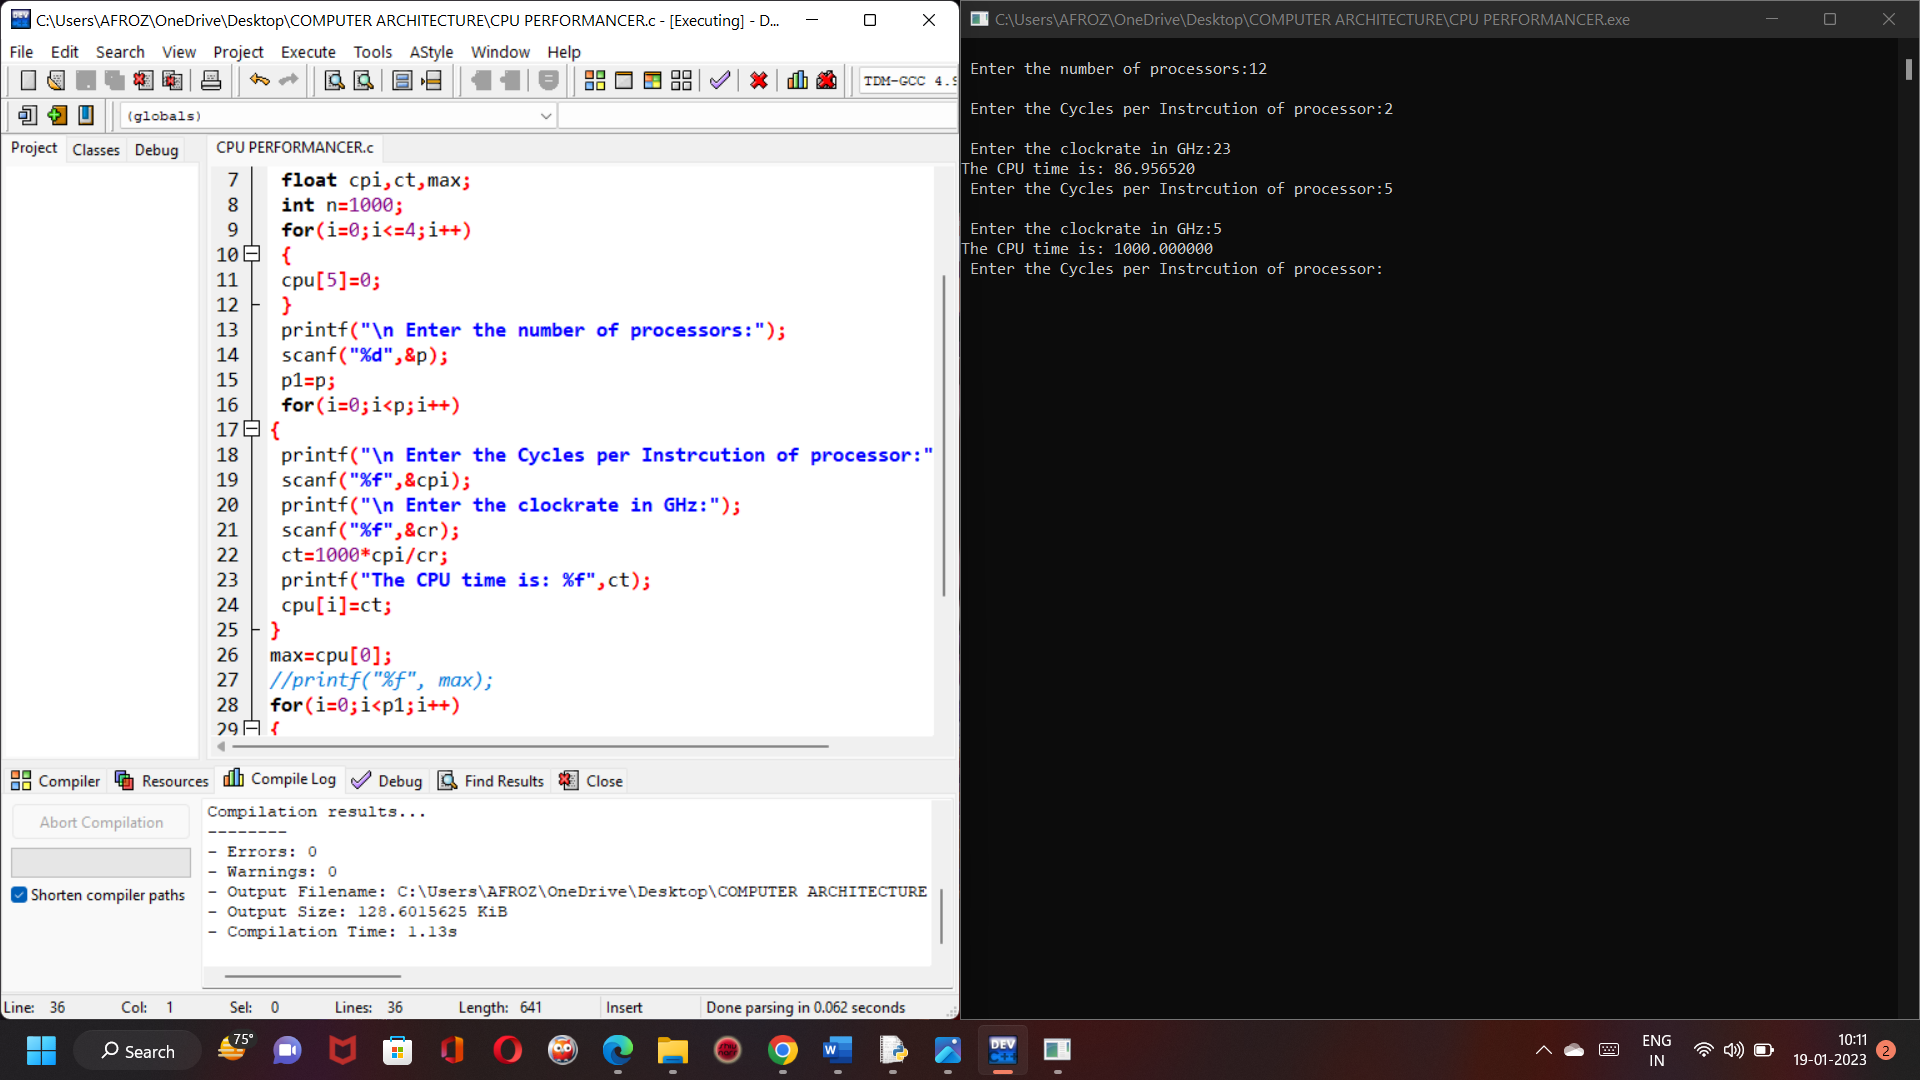 C:\Users\AFROZ\OneDrive\Desktop\COMPUTER ARCHITECTURE\CPU PERFORMANCER.c - [Executing] - D...
File Edit Search View Project Execute Tools AStyle Window Help
TDM-GCC 4.9
(globals)
Project Classes Debug
CPU PERFORMANCER.c
7 float cpi,ct,max;
8 int n=1000;
9 for(i=0;i<=4;i++)
10 {
11 cpu[5]=0;
12 }
13 printf("\n Enter the number of processors:");
14 scanf("%d",&p);
15 p1=p;
16 for(i=0;i<p;i++)
17 {
18 printf("\n Enter the Cycles per Instrcution of processor:"
19 scanf("%f",&cpi);
20 printf("\n Enter the clockrate in GHz:");
21 scanf("%f",&cr);
22 ct=1000*cpi/cr;
23 printf("The CPU time is: %f",ct);
24 cpu[i]=ct;
25 }
26 max=cpu[0];
27 //printf("%f", max);
28 for(i=0;i<p1;i++)
29 {
Compiler Resources Compile Log Debug Find Results Close
Abort Compilation
Shorten compiler paths
Compilation results...
--------
- Errors: 0
- Warnings: 0
- Output Filename: C:\Users\AFROZ\OneDrive\Desktop\COMPUTER ARCHITECTURE
- Output Size: 128.6015625 KiB
- Compilation Time: 1.13s
Line: 36 Col: 1 Sel: 0 Lines: 36 Length: 641 Insert Done parsing in 0.062 seconds
C:\Users\AFROZ\OneDrive\Desktop\COMPUTER ARCHITECTURE\CPU PERFORMANCER.exe
Enter the number of processors:12
Enter the Cycles per Instrcution of processor:2
Enter the clockrate in GHz:23
The CPU time is: 86.956520
Enter the Cycles per Instrcution of processor:5
Enter the clockrate in GHz:5
The CPU time is: 1000.000000
Enter the Cycles per Instrcution of processor:
Search
75°
DEV C++
ENG
IN
10:11
19-01-2023
2